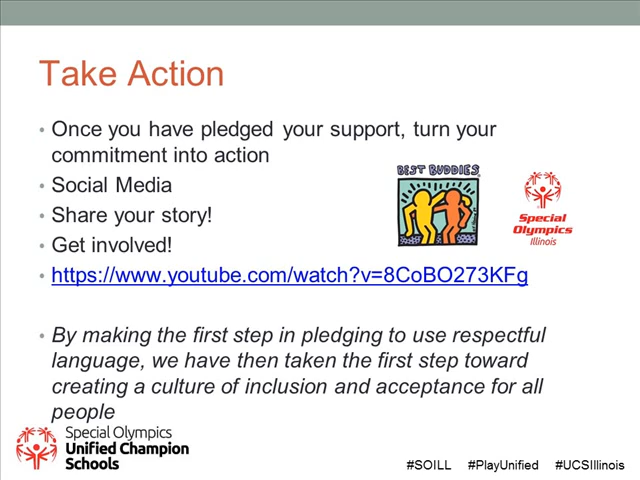 Take Action
• Once you have pledged your support, turn your
commitment into action
• Social Media
• Share your story!
• Get involved!
• https://www.youtube.com/watch?v=8CoBO273KFg
BEST BUDDIES
Special
Olympics
Illinois
• By making the first step in pledging to use respectful
language, we have then taken the first step toward
creating a culture of inclusion and acceptance for all
people
Special Olympics
Unified Champion
Schools
#SOILL #PlayUnified #UCSIllinois